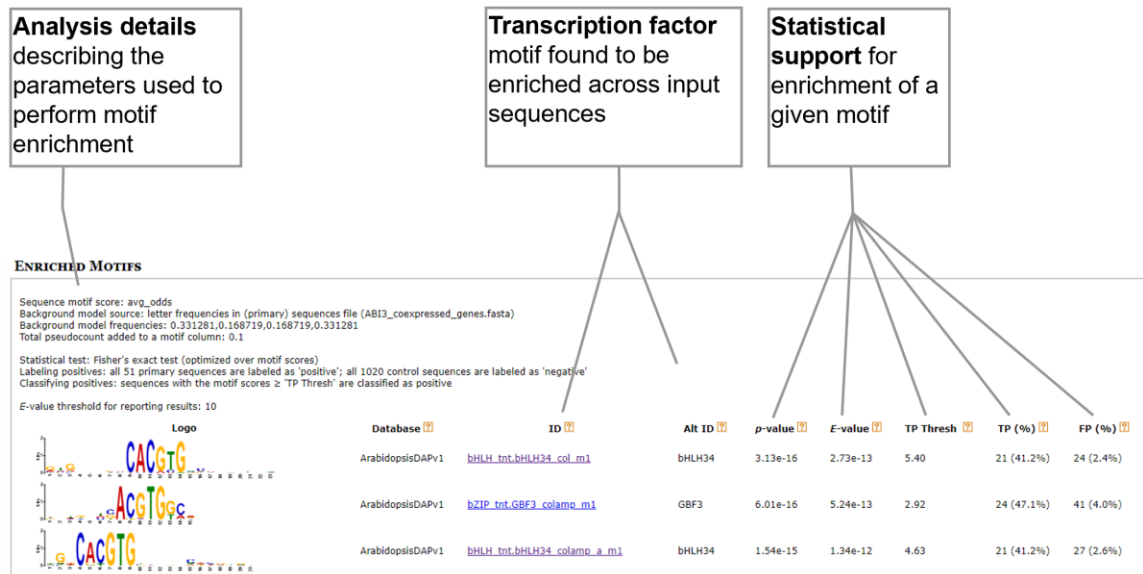 Analysis details
describing the
parameters used to
perform motif
enrichment
Transcription factor
motif found to be
enriched across input
sequences
Statistical
support for
enrichment of a
given motif
ENRICHED MOTIFS
Sequence motif score: avg_odds
Background model source: letter frequencies in (primary) sequences file (ABI3_coexpressed_genes.fasta)
Background model frequencies: 0.331281,0.168719,0.168719,0.331281
Total pseudocount added to a motif column: 0.1
Statistical test: Fisher's exact test (optimized over motif scores)
Labeling positives: all 51 primary sequences are labeled as 'positive'; all 1020 control sequences are labeled as 'negative'
Classifying positives: sequences with the motif scores ≥ 'TP Thresh' are classified as positive
E-value threshold for reporting results: 10
Logo Database ? ID ? Alt ID ? p-value ? E-value ? TP Thresh ? TP (%) ? FP (%) ?
CACGTG ArabidopsisDAPv1 bHLH_tnt.bHLH34_col_m1 bHLH34 3.13e-16 2.73e-13 5.40 21 (41.2%) 24 (2.4%)
ACGTGGC ArabidopsisDAPv1 bZIP_tnt.GBF3_colamp_m1 GBF3 6.01e-16 5.24e-13 2.92 24 (47.1%) 41 (4.0%)
CACGTG ArabidopsisDAPv1 bHLH_tnt.bHLH34_colamp_a_m1 bHLH34 1.54e-15 1.34e-12 4.63 21 (41.2%) 27 (2.6%)